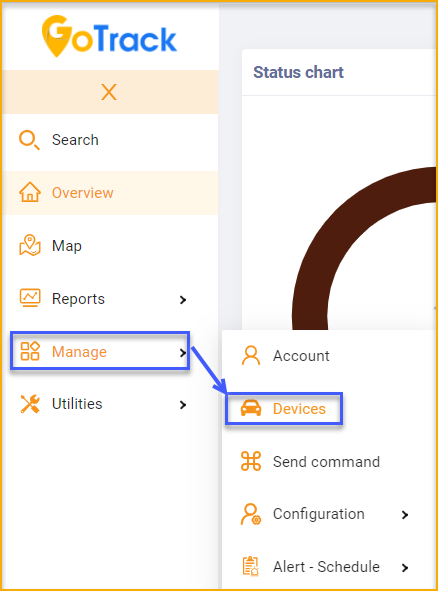 GoTrack
X
Search
Overview
Map
Reports
Manage
Utilities
Status chart
Account
Devices
Send command
Configuration
Alert - Schedule